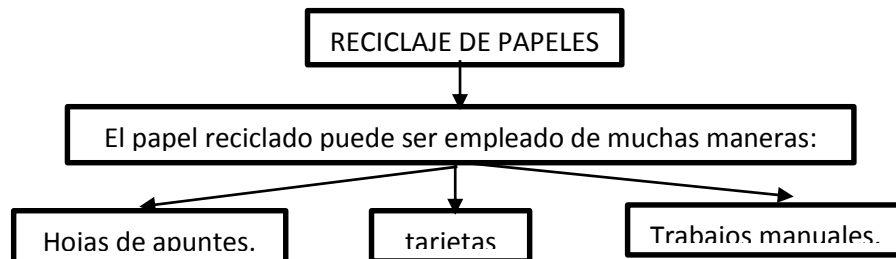 RECICLAJE DE PAPELES
El papel reciclado puede ser empleado de muchas maneras:
Hojas de apuntes.
tarjetas
Trabajos manuales.